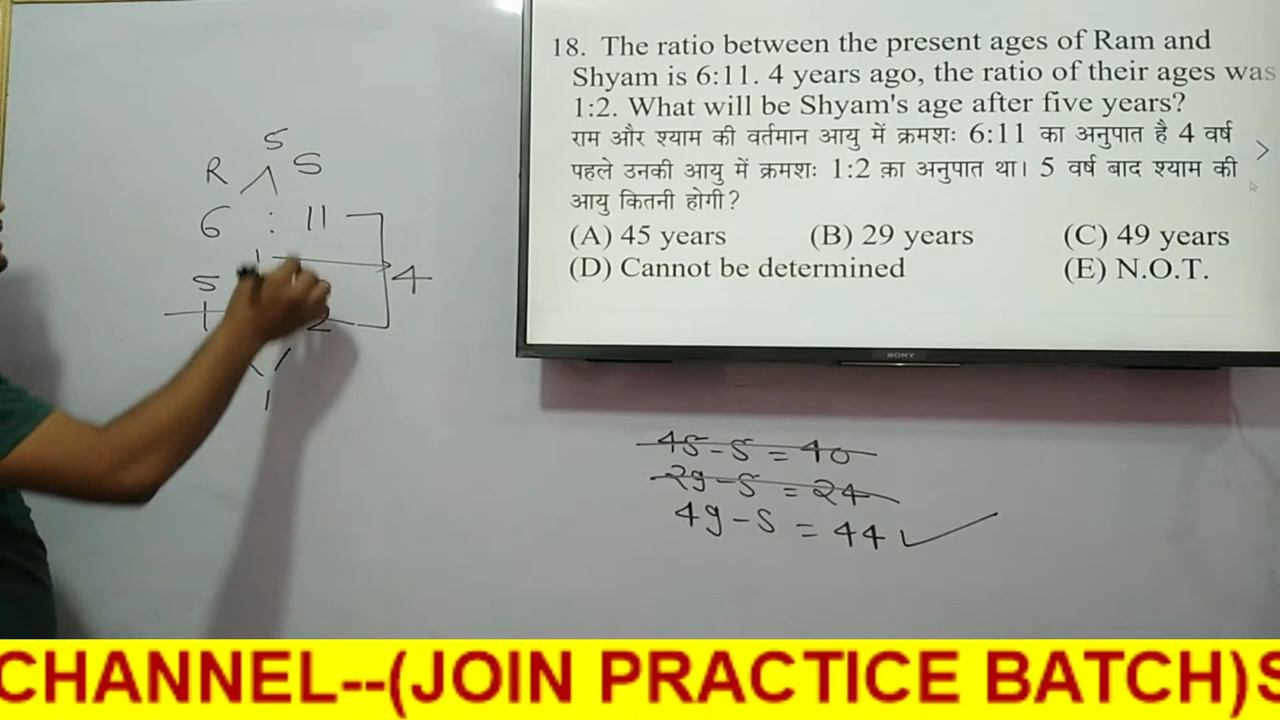 18. The ratio between the present ages of Ram and
Shyam is 6:11. 4 years ago, the ratio of their ages was
1:2. What will be Shyam's age after five years?
राम और श्याम की वर्तमान आयु में क्रमशः 6:11 का अनुपात है 4 वर्ष
पहले उनकी आयु में क्रमशः 1:2 का अनुपात था। 5 वर्ष बाद श्याम की
आयु कितनी होगी?
(A) 45 years (B) 29 years (C) 49 years
(D) Cannot be determined (E) N.O.T.
SONY
5
R S
6 : 11
5 4
1 2
1
45-5=40
29-5=24
49-5=44
CHANNEL--(JOIN PRACTICE BATCH)S